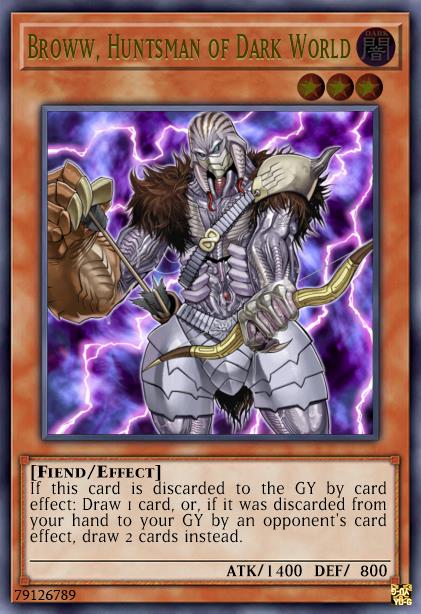 Broww, Huntsman of Dark World
DARK
闇
[Fiend/Effect]
If this card is discarded to the GY by card
effect: Draw 1 card, or, if it was discarded from
your hand to your GY by an opponent's card
effect, draw 2 cards instead.
ATK/1400 DEF/ 800
79126789